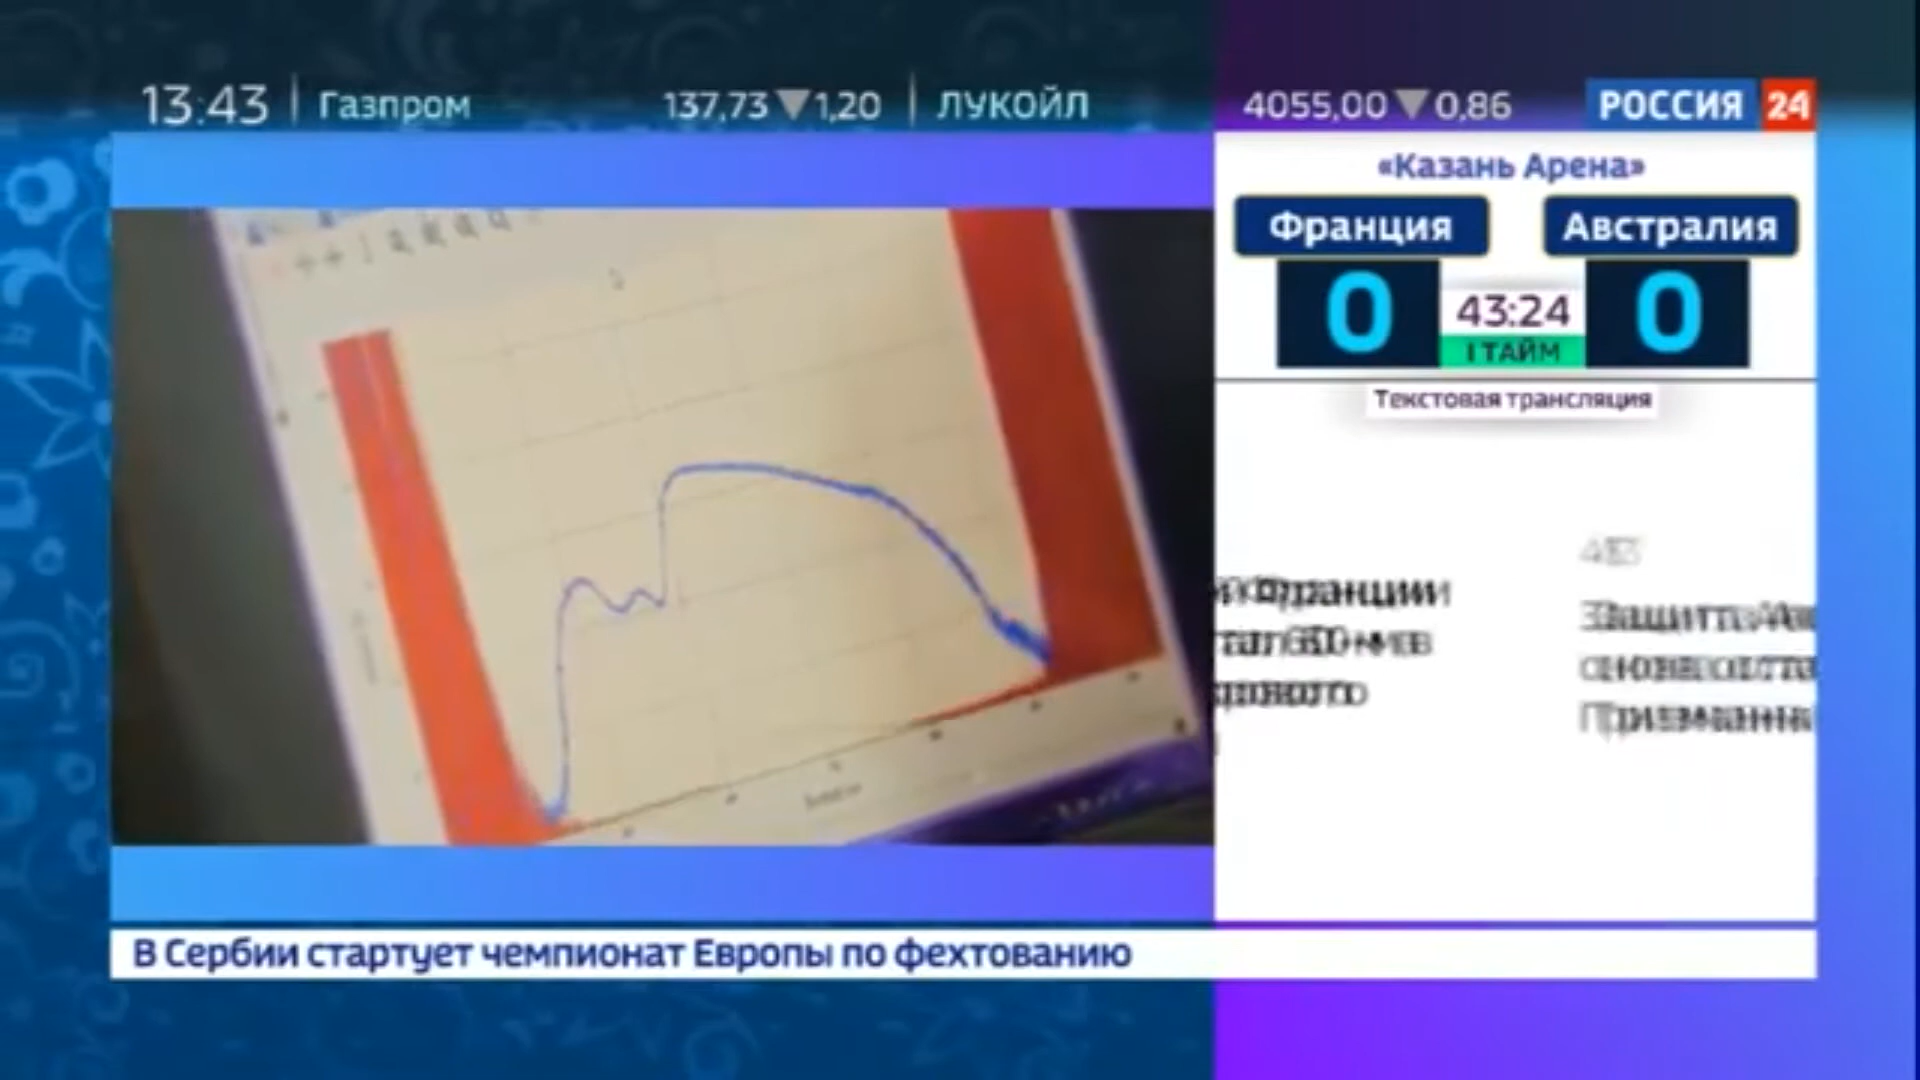 13:43 Газпром 137,73 ▼ 1,20 ЛУКОЙЛ 4055,00 ▼ 0,86 РОССИЯ 24
«Казань Арена»
Франция Австралия
0 43:24 0
I ТАЙМ
Текстовая трансляция
В Сербии стартует чемпионат Европы по фехтованию